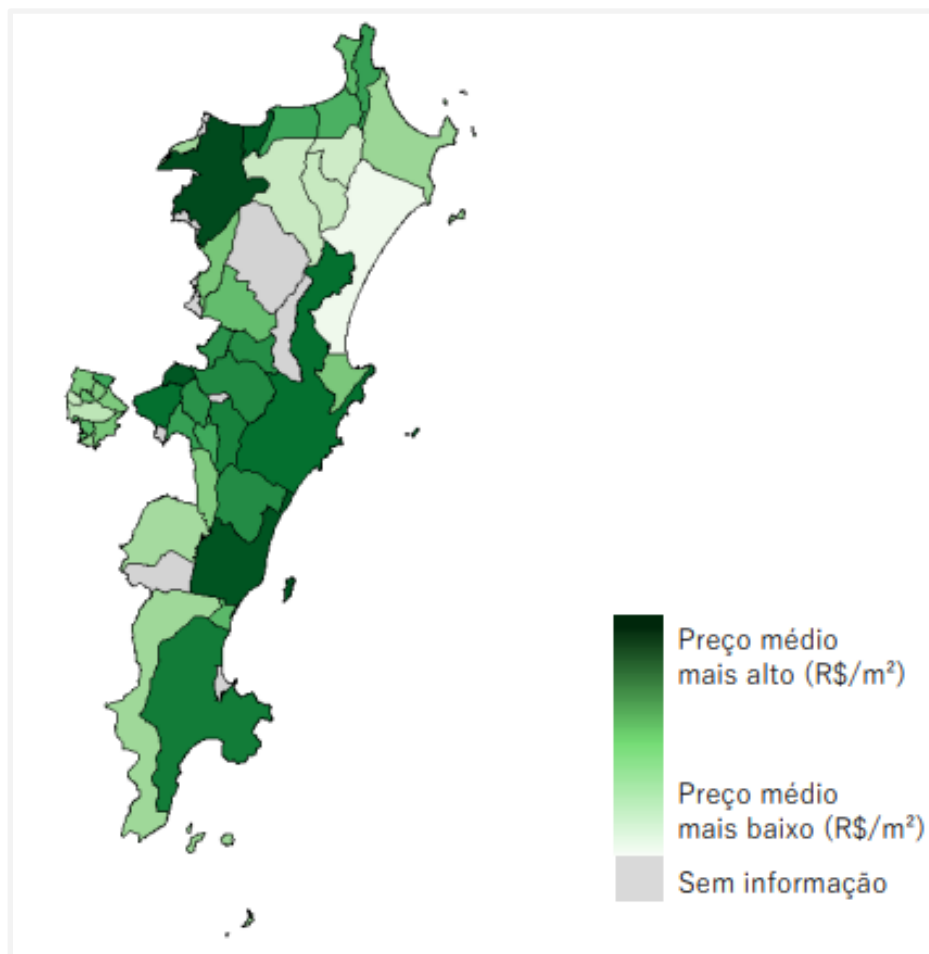 Preço médio
mais alto (R$/m²)
Preço médio
mais baixo (R$/m²)
Sem informação